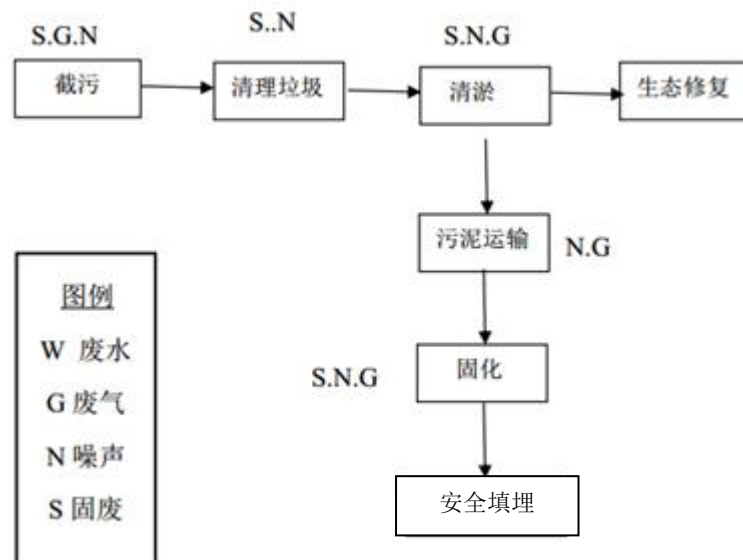 S.G.N
S..N
S.N.G
截污
清理垃圾
清淤
生态修复
污泥运输
N.G
图例
W 废水
G 废气
N 噪声
S 固废
S.N.G
固化
安全填埋